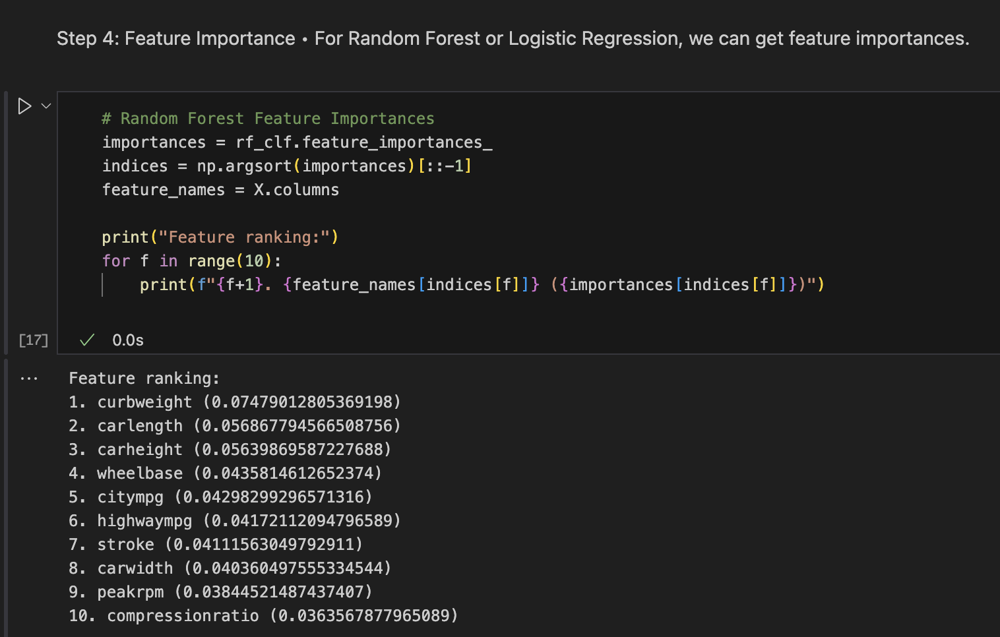 Step 4: Feature Importance • For Random Forest or Logistic Regression, we can get feature importances.
# Random Forest Feature Importances
importances = rf_clf.feature_importances_
indices = np.argsort(importances)[::-1]
feature_names = X.columns
print("Feature ranking:")
for f in range(10):
    print(f"{f+1}. {feature_names[indices[f]]} ({importances[indices[f]]})")
[17] ✓ 0.0s
... Feature ranking:
1. curbweight (0.07479012805369198)
2. carlength (0.056867794566508756)
3. carheight (0.05639869587227688)
4. wheelbase (0.0435814612652374)
5. citympg (0.04298299296571316)
6. highwaympg (0.04172112094796589)
7. stroke (0.04111563049792911)
8. carwidth (0.040360497555334544)
9. peakrpm (0.03844521487437407)
10. compressionratio (0.0363567877965089)